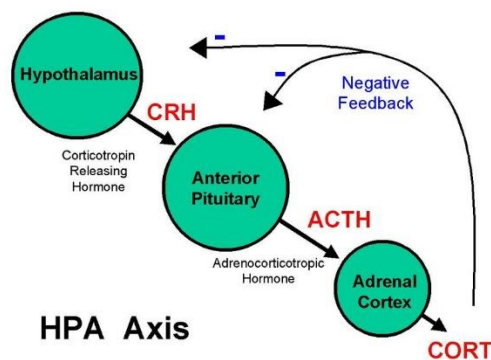 Hypothalamus
-
-
CRH
Negative
Feedback
Corticotropin
Releasing
Hormone
Anterior
Pituitary
ACTH
Adrenocorticotropic
Hormone
Adrenal
Cortex
HPA Axis
CORT